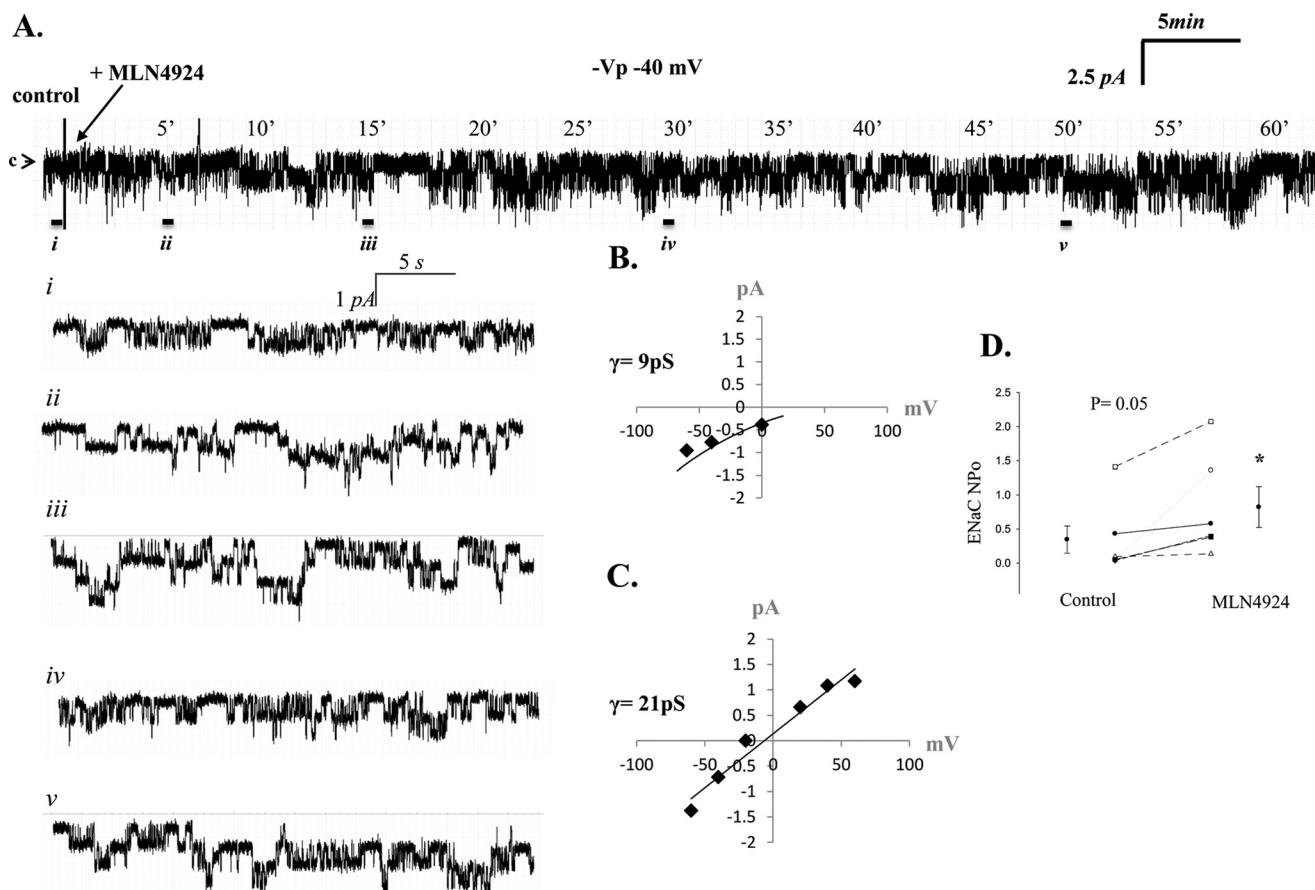 A.
5min
2.5 pA
-Vp -40 mV
+ MLN4924
control
5’ 10’ 15’ 20’ 25’ 30’ 35’ 40’ 45’ 50’ 55’ 60’
c
i ii iii iv v
i
5 s
1 pA
ii
iii
iv
v
B.
pA
2
1.5
1
0.5
0
-0.5
-1
-1.5
-2
γ= 9pS
mV
-100 -50 0 50 100
C.
pA
2
1.5
1
0.5
0
-0.5
-1
-1.5
-2
γ= 21pS
mV
-100 -50 0 50 100
D.
P= 0.05
*
ENaC NPo
2.5
2.0
1.5
1.0
0.5
0.0
Control MLN4924